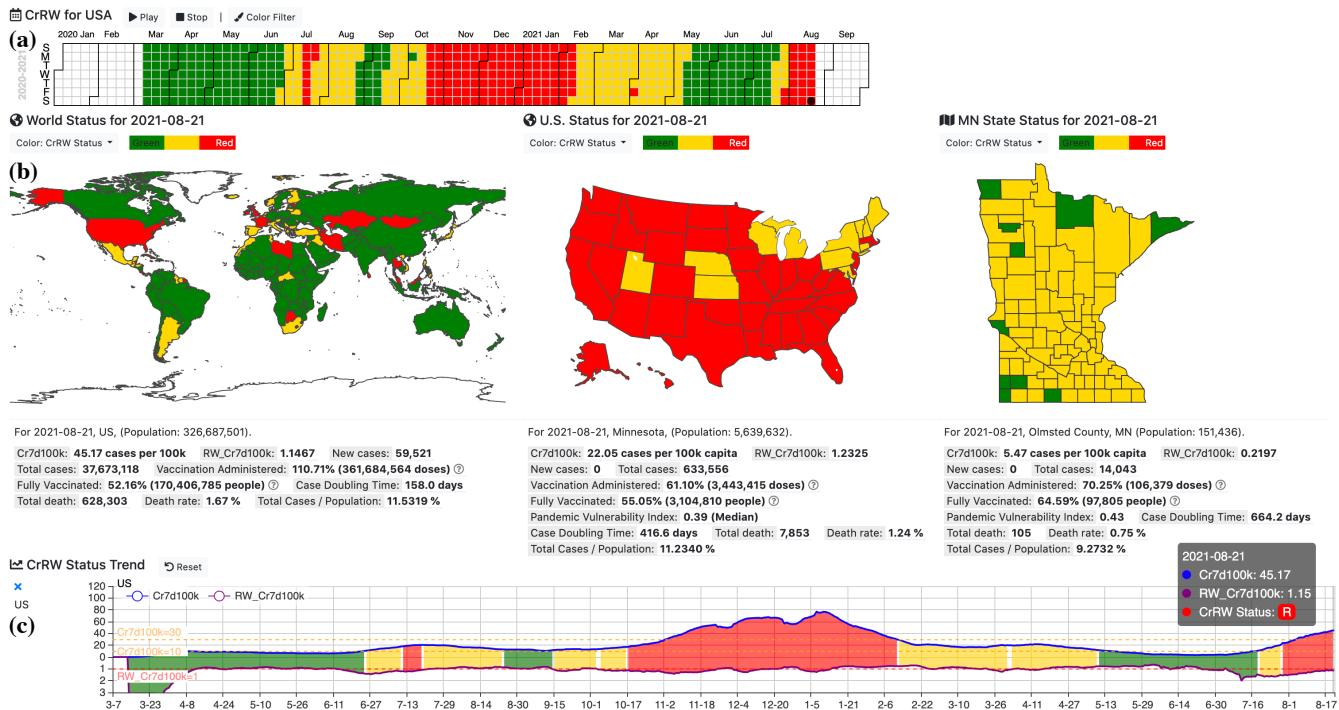 CrRW for USA Play Stop | Color Filter
(a)
2020 Jan Feb Mar Apr May Jun Jul Aug Sep Oct Nov Dec 2021 Jan Feb Mar Apr May Jun Jul Aug Sep
2020-2021
S
M
T
W
T
F
S
World Status for 2021-08-21
Color: CrRW Status
Green Red
U.S. Status for 2021-08-21
Color: CrRW Status
Green Red
MN State Status for 2021-08-21
Color: CrRW Status
Green Red
(b)
For 2021-08-21, US, (Population: 326,687,501).
Cr7d100k: 45.17 cases per 100k RW_Cr7d100k: 1.1467 New cases: 59,521
Total cases: 37,673,118 Vaccination Administered: 110.71% (361,684,564 doses) ?
Fully Vaccinated: 52.16% (170,406,785 people) ? Case Doubling Time: 158.0 days
Total death: 628,303 Death rate: 1.67 % Total Cases / Population: 11.5319 %
For 2021-08-21, Minnesota, (Population: 5,639,632).
Cr7d100k: 22.05 cases per 100k capita RW_Cr7d100k: 1.2325
New cases: 0 Total cases: 633,556
Vaccination Administered: 61.10% (3,443,415 doses) ?
Fully Vaccinated: 55.05% (3,104,810 people) ?
Pandemic Vulnerability Index: 0.39 (Median)
Case Doubling Time: 416.6 days Total death: 7,853 Death rate: 1.24 %
Total Cases / Population: 11.2340 %
For 2021-08-21, Olmsted County, MN (Population: 151,436).
Cr7d100k: 5.47 cases per 100k capita RW_Cr7d100k: 0.2197
New cases: 0 Total cases: 14,043
Vaccination Administered: 70.25% (106,379 doses) ?
Fully Vaccinated: 64.59% (97,805 people) ?
Pandemic Vulnerability Index: 0.43 Case Doubling Time: 664.2 days
Total death: 105 Death rate: 0.75 %
Total Cases / Population: 9.2732 %
CrRW Status Trend Reset
×
US
(c)
US
Cr7d100k RW_Cr7d100k
120
100
80
60
40
20
0
1
2
3
Cr7d100k=30
Cr7d100k=10
RW_Cr7d100k=1
2021-08-21
Cr7d100k: 45.17
RW_Cr7d100k: 1.15
CrRW Status: R
3-7 3-23 4-8 4-24 5-10 5-26 6-11 6-27 7-13 7-29 8-14 8-30 9-15 10-1 10-17 11-2 11-18 12-4 12-20 1-5 1-21 2-6 2-22 3-10 3-26 4-11 4-27 5-13 5-29 6-14 6-30 7-16 8-1 8-17